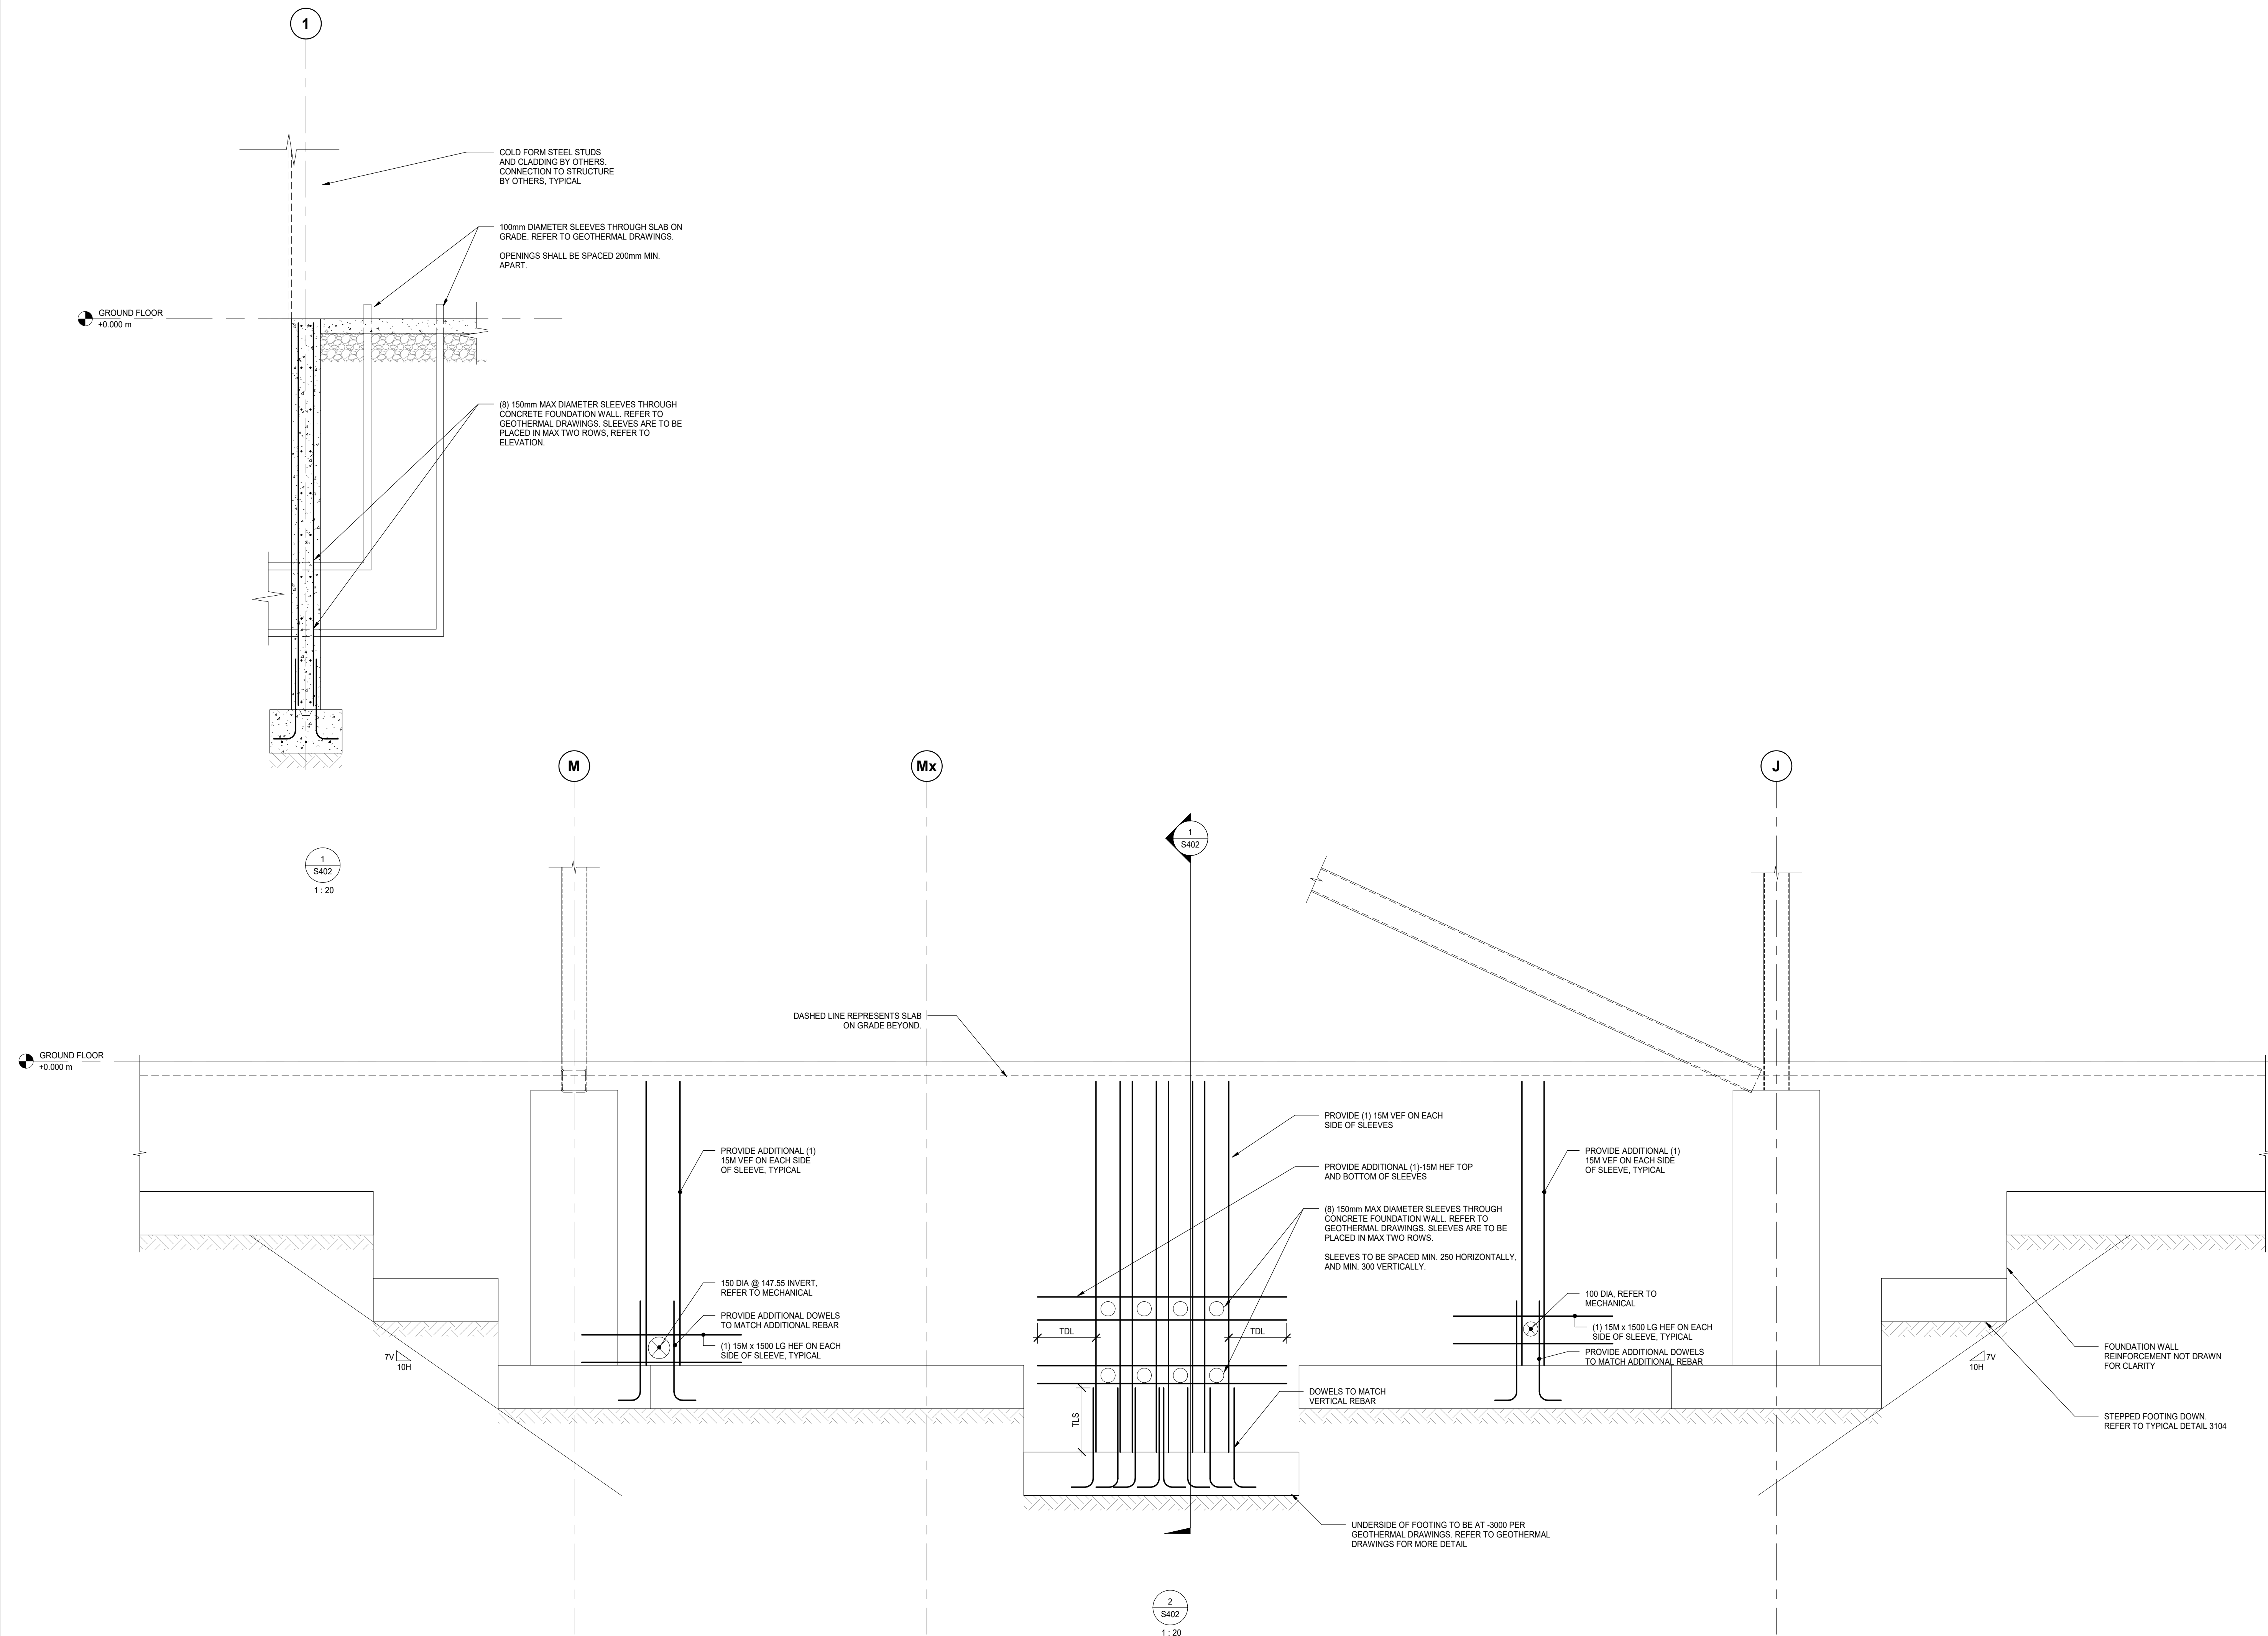 1
COLD FORM STEEL STUDS
AND CLADDING BY OTHERS.
CONNECTION TO STRUCTURE
BY OTHERS, TYPICAL
100mm DIAMETER SLEEVES THROUGH SLAB ON
GRADE. REFER TO GEOTHERMAL DRAWINGS.
OPENINGS SHALL BE SPACED 200mm MIN.
APART.
GROUND FLOOR
+0.000 m
(8) 150mm MAX DIAMETER SLEEVES THROUGH
CONCRETE FOUNDATION WALL. REFER TO
GEOTHERMAL DRAWINGS. SLEEVES ARE TO BE
PLACED IN MAX TWO ROWS, REFER TO
ELEVATION.
1
S402
1 : 20
M
Mx
J
1
S402
DASHED LINE REPRESENTS SLAB
ON GRADE BEYOND.
GROUND FLOOR
+0.000 m
PROVIDE ADDITIONAL (1)
15M VEF ON EACH SIDE
OF SLEEVE, TYPICAL
150 DIA @ 147.55 INVERT,
REFER TO MECHANICAL
PROVIDE ADDITIONAL DOWELS
TO MATCH ADDITIONAL REBAR
(1) 15M x 1500 LG HEF ON EACH
SIDE OF SLEEVE, TYPICAL
7V
10H
PROVIDE (1) 15M VEF ON EACH
SIDE OF SLEEVES
PROVIDE ADDITIONAL (1)-15M HEF TOP
AND BOTTOM OF SLEEVES
(8) 150mm MAX DIAMETER SLEEVES THROUGH
CONCRETE FOUNDATION WALL. REFER TO
GEOTHERMAL DRAWINGS. SLEEVES ARE TO BE
PLACED IN MAX TWO ROWS.
SLEEVES TO BE SPACED MIN. 250 HORIZONTALLY,
AND MIN. 300 VERTICALLY.
TDL
TDL
TLS
DOWELS TO MATCH
VERTICAL REBAR
UNDERSIDE OF FOOTING TO BE AT -3000 PER
GEOTHERMAL DRAWINGS. REFER TO GEOTHERMAL
DRAWINGS FOR MORE DETAIL
PROVIDE ADDITIONAL (1)
15M VEF ON EACH SIDE
OF SLEEVE, TYPICAL
100 DIA, REFER TO
MECHANICAL
(1) 15M x 1500 LG HEF ON EACH
SIDE OF SLEEVE, TYPICAL
PROVIDE ADDITIONAL DOWELS
TO MATCH ADDITIONAL REBAR
7V
10H
FOUNDATION WALL
REINFORCEMENT NOT DRAWN
FOR CLARITY
STEPPED FOOTING DOWN.
REFER TO TYPICAL DETAIL 3104
2
S402
1 : 20